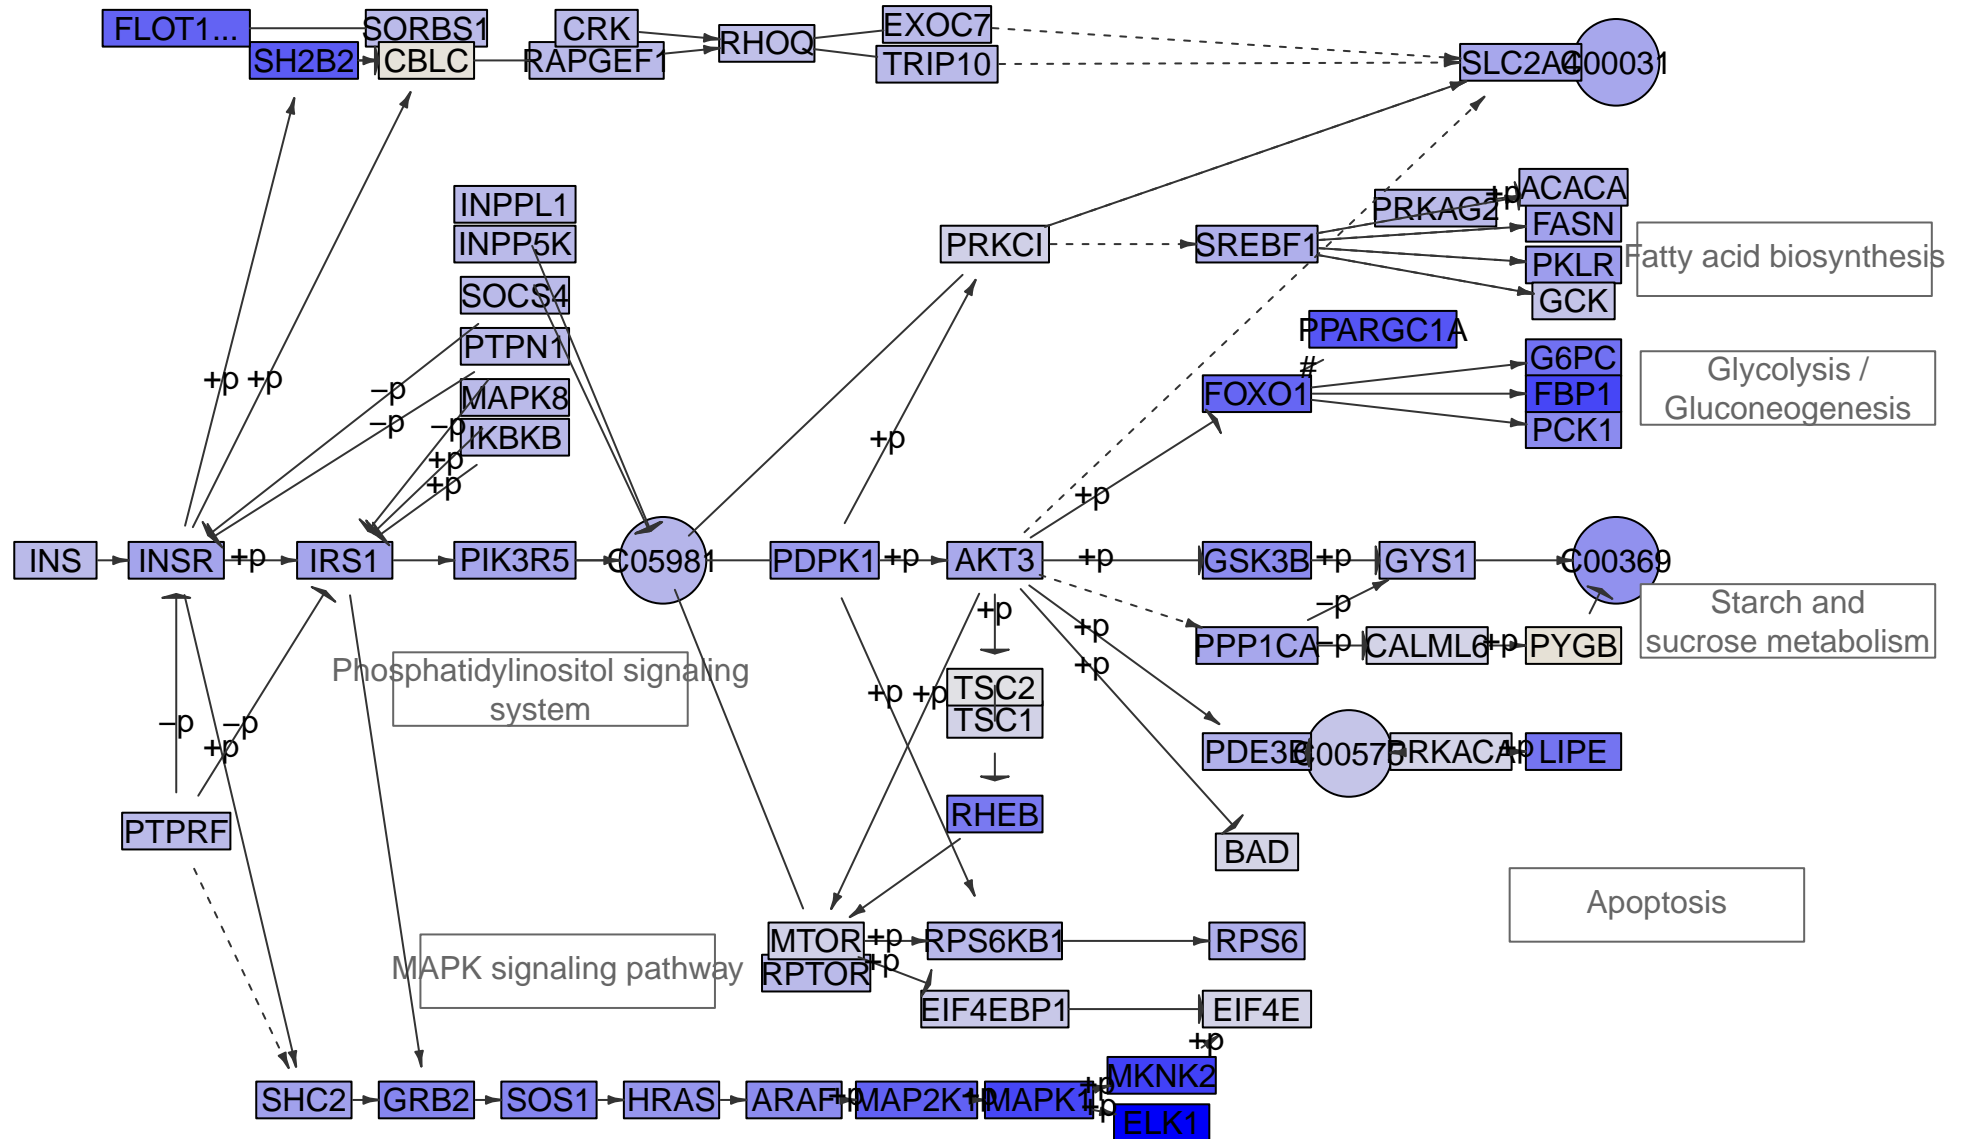 FLOT1...
SORBS1
CRK
RHOQ
EXOC7
SH2B2
CBLC
RAPGEF1
TRIP10
SLC2A4
C00031
INPPL1
INPP5K
PRKCI
SREBF1
PRKAG2
+p
ACACA
FASN
PKLR
GCK
Fatty acid biosynthesis
SOCS4
PTPN1
MAPK8
IKBKB
+p
+p
−p
−p
−p
+p
+p
+p
PPARGC1A
#
FOXO1
G6PC
FBP1
PCK1
Glycolysis /
Gluconeogenesis
+p
INS
INSR
+p
IRS1
PIK3R5
C05981
PDPK1
+p
AKT3
+p
GSK3B
+p
GYS1
C00369
+p
+p
+p
−p
PPP1CA
−p
CALML6
+p
PYGB
Starch and
sucrose metabolism
Phosphatidylinositol signaling
system
−p
+p
−p
+p
+p
TSC2
TSC1
PDE3B
C00575
PRKACA
+p
LIPE
PTPRF
RHEB
BAD
Apoptosis
MAPK signaling pathway
MTOR
RPTOR
+p
+p
RPS6KB1
RPS6
EIF4EBP1
EIF4E
+p
SHC2
GRB2
SOS1
HRAS
ARAF
+p
MAP2K1
+p
MAPK1
+p
+p
MKNK2
ELK1